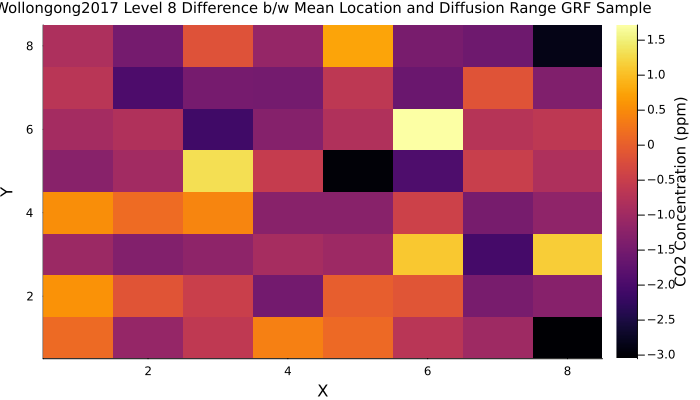 Wollongong2017 Level 8 Difference b/w Mean Location and Diffusion Range GRF Sample
8
6
4
2
Y
2 4 6 8
X
1.5
1.0
0.5
0.0
−0.5
−1.0
−1.5
−2.0
−2.5
−3.0
CO2 Concentration (ppm)